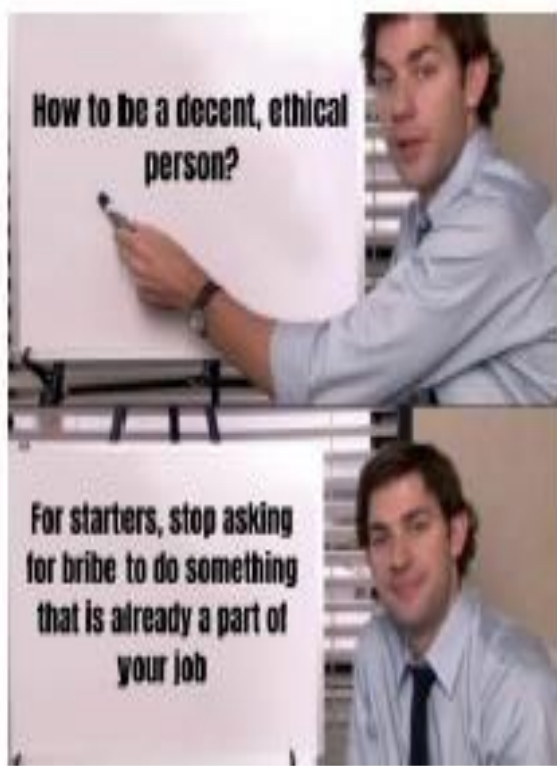 How to be a decent, ethical
person?
For starters, stop asking
for bribe to do something
that is already a part of
your job